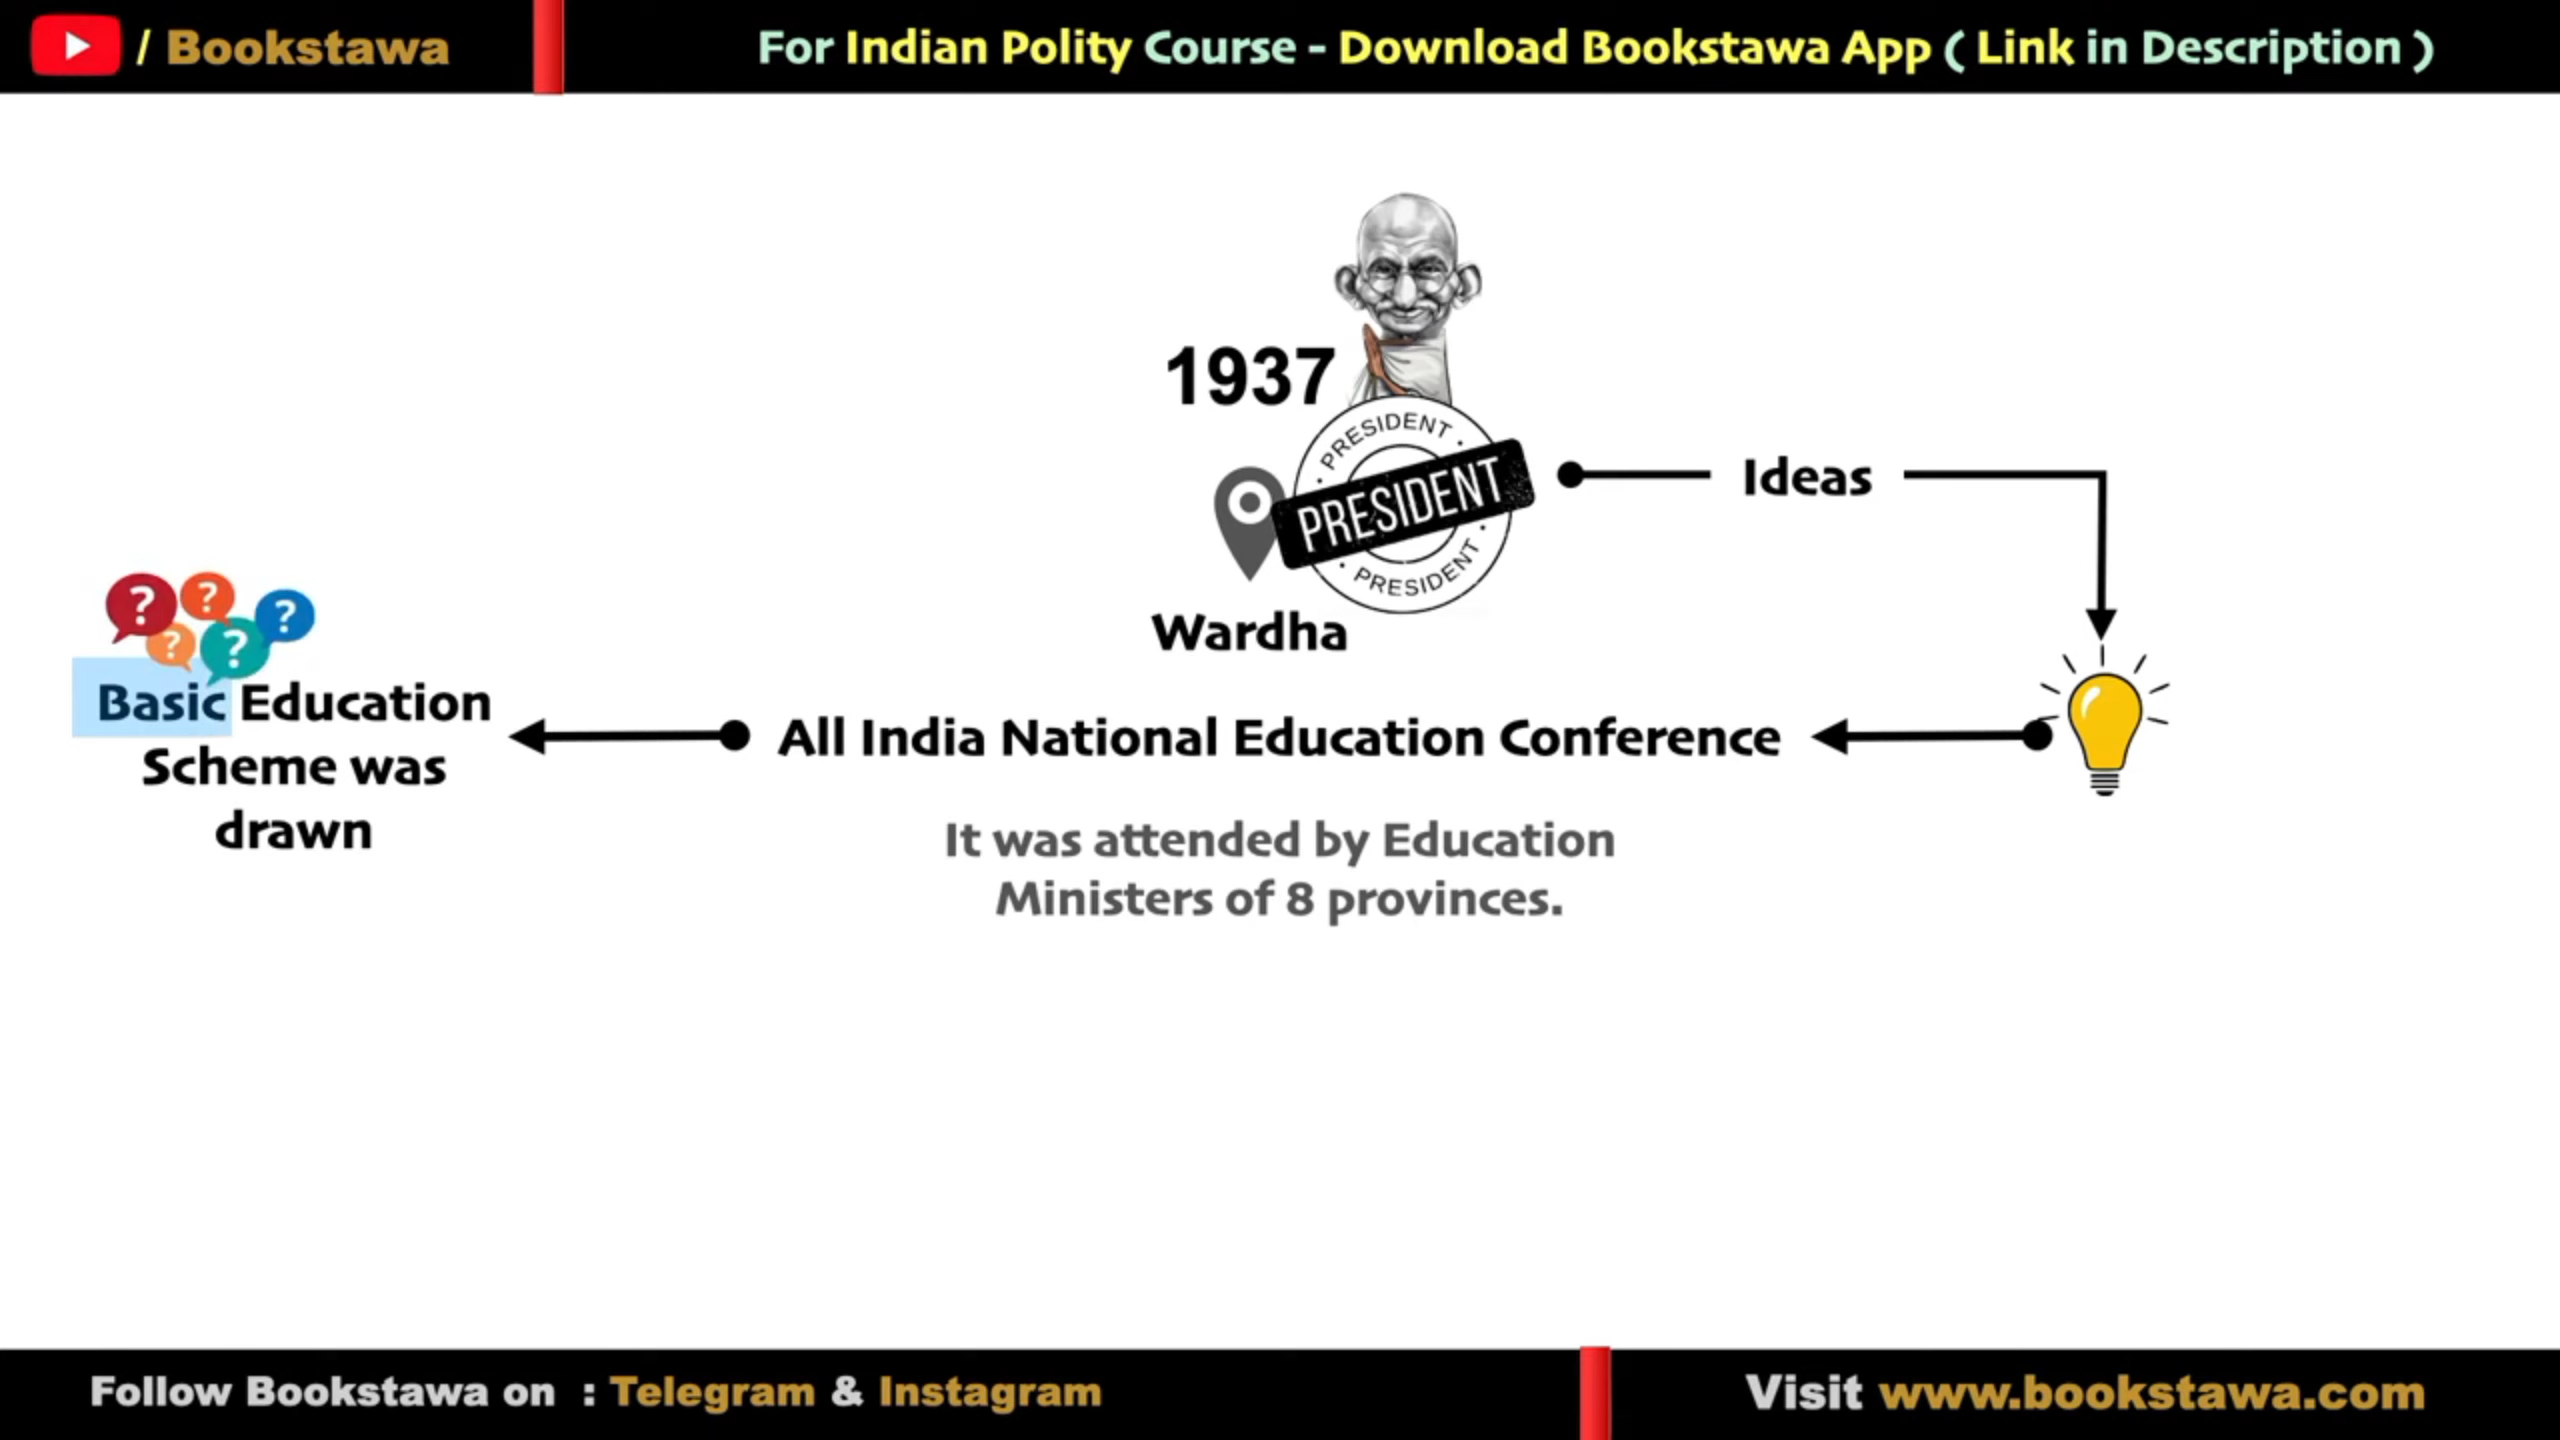 / Bookstawa
For Indian Polity Course - Download Bookstawa App ( Link in Description )
1937
PRESIDENT
PRESIDENT
PRESIDENT
Ideas
Wardha
? ? ? ? ?
Basic Education
Scheme was
drawn
All India National Education Conference
It was attended by Education
Ministers of 8 provinces.
Follow Bookstawa on : Telegram & Instagram
Visit www.bookstawa.com